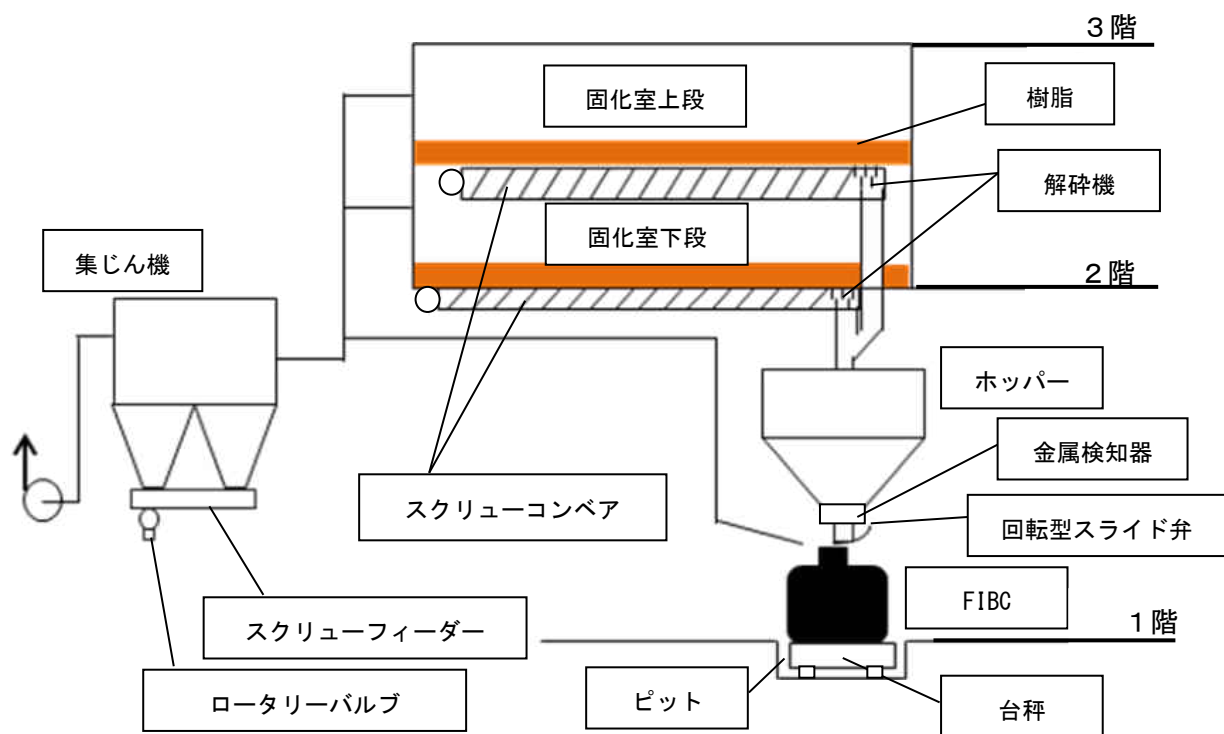 3階
固化室上段
樹脂
解砕機
固化室下段
集じん機
2階
ホッパー
金属検知器
スクリューコンベア
回転型スライド弁
FIBC
スクリューフィーダー
1階
ロータリーバルブ
ピット
台秤